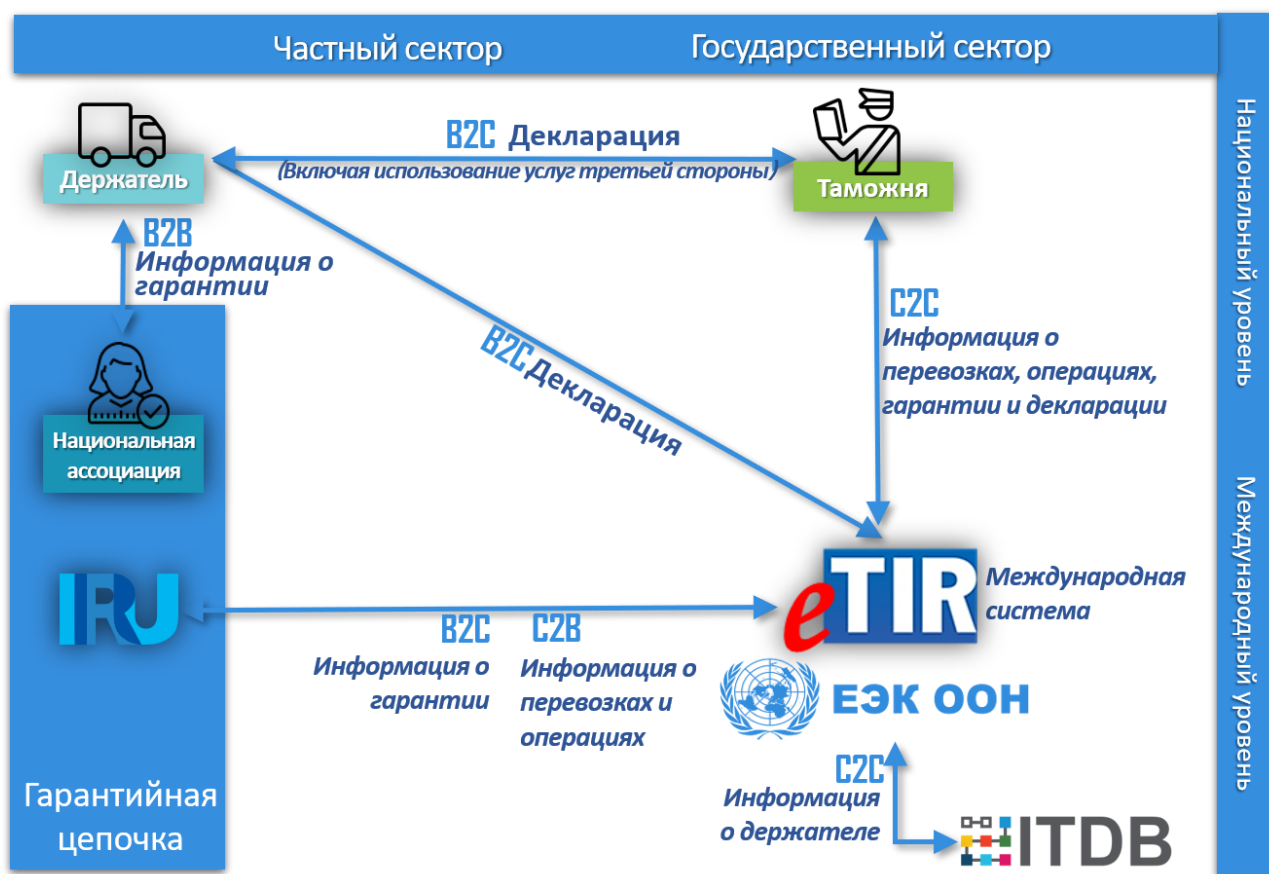 Частный сектор
Государственный сектор
Национальный уровень
Международный уровень
Держатель
B2C Декларация
(Включая использование услуг третьей стороны)
Таможня
B2B
Информация о
гарантии
C2C
Информация о
перевозках, операциях,
гарантии и декларации
B2C Декларация
Национальная
ассоциация
IRU
eTIR
Международная
система
B2C
Информация о
гарантии
C2B
Информация о
перевозках и
операциях
ЕЭК ООН
C2C
Информация
о держателе
ITDB
Гарантийная
цепочка